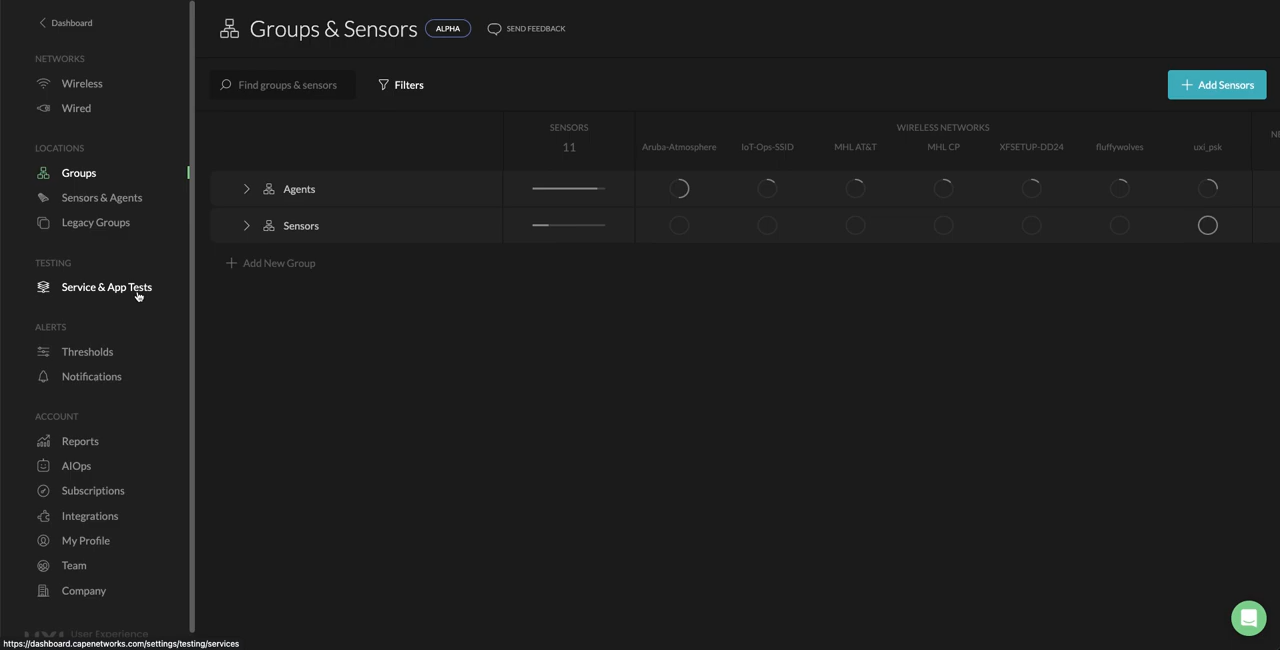 Dashboard
NETWORKS
Wireless
Wired
LOCATIONS
Groups
Sensors & Agents
Legacy Groups
TESTING
Service & App Tests
ALERTS
Thresholds
Notifications
ACCOUNT
Reports
AIOps
Subscriptions
Integrations
My Profile
Team
Company
User Experience
https://dashboard.capenetworks.com/settings/testing/services
Groups & Sensors ALPHA SEND FEEDBACK
Find groups & sensors Filters + Add Sensors
SENSORS WIRELESS NETWORKS
11 Aruba-Atmosphere IoT-Ops-SSID MHL AT&T MHL CP XFSETUP-DD24 fluffywolves uxi_psk
Agents
Sensors
+ Add New Group